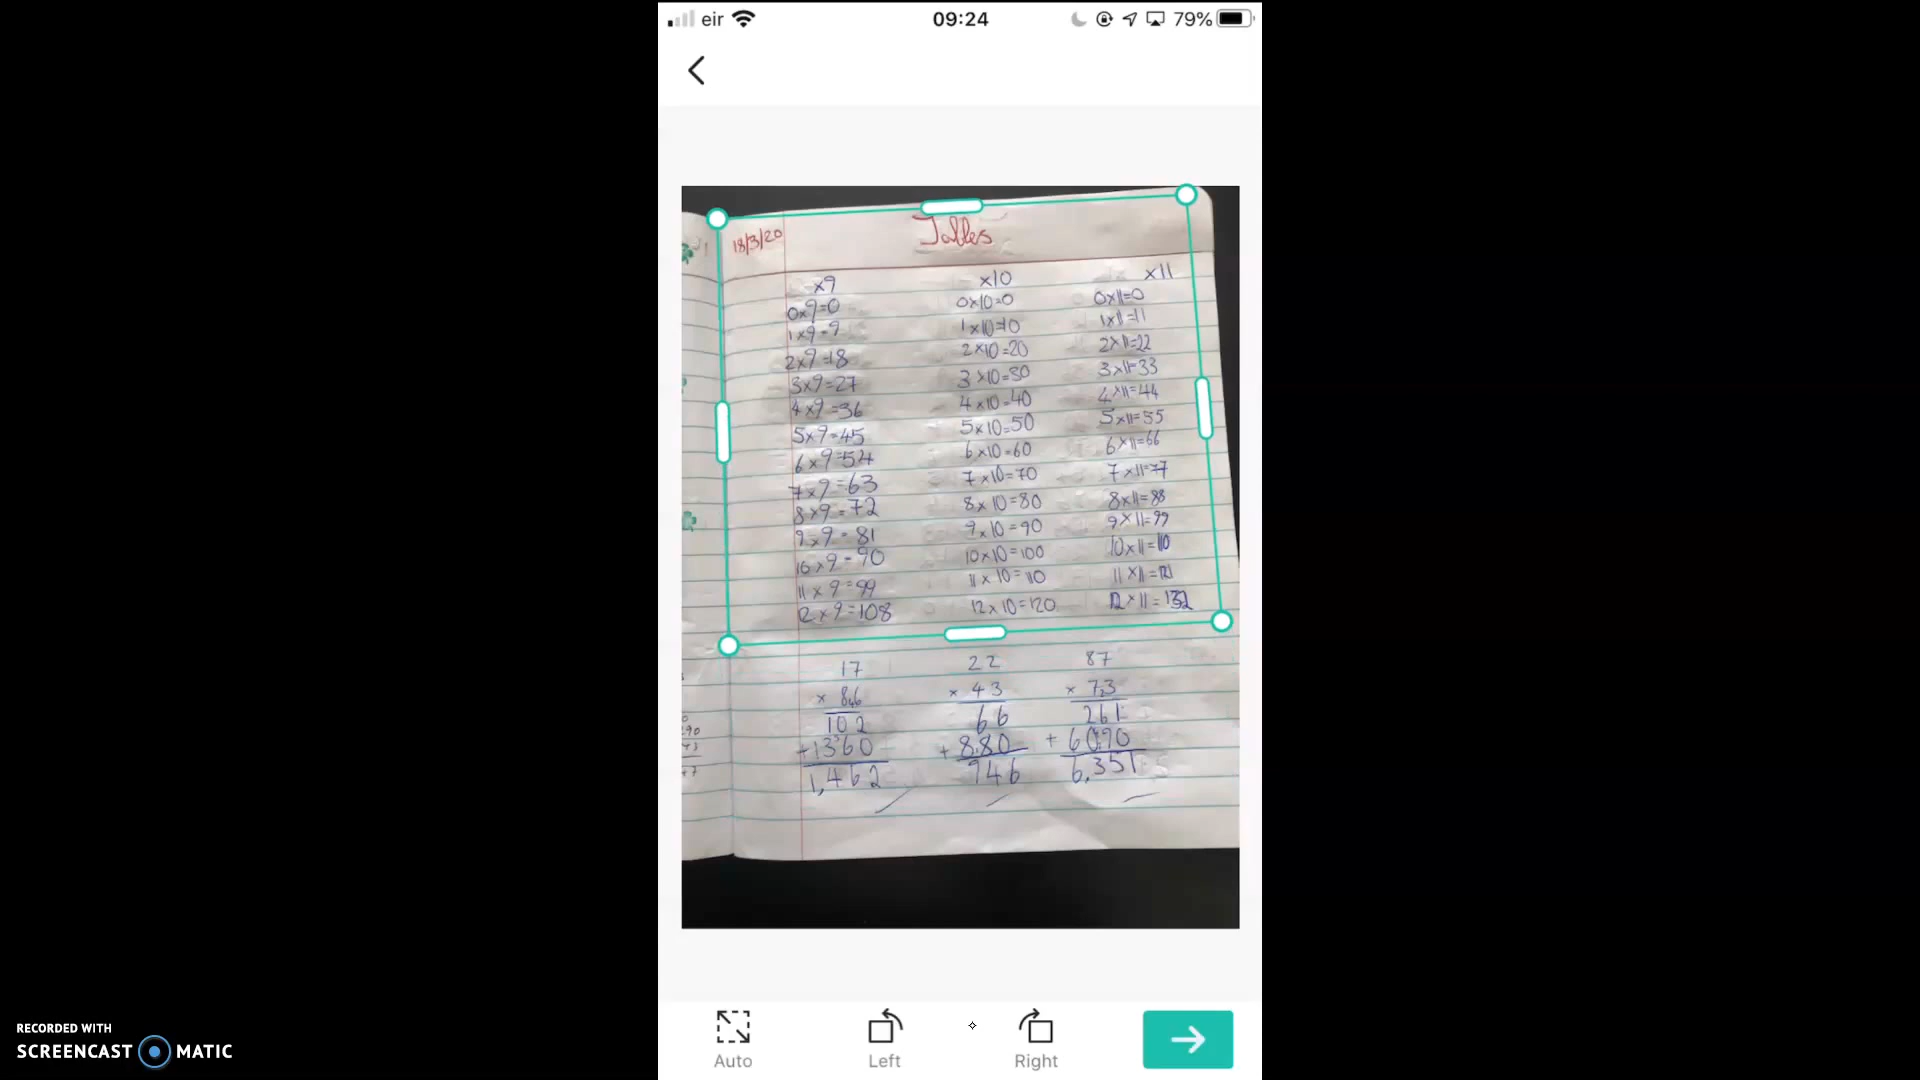 eir 09:24 79%
18/3/20 Tables
x9 x10 x11
0x9=0 0x10=0 0x11=0
1x9=9 1x10=10 1x11=11
2x9=18 2x10=20 2x11=22
3x9=27 3x10=30 3x11=33
4x9=36 4x10=40 4x11=44
5x9=45 5x10=50 5x11=55
6x9=54 6x10=60 6x11=66
7x9=63 7x10=70 7x11=77
8x9=72 8x10=80 8x11=88
9x9=81 9x10=90 9x11=99
10x9=90 10x10=100 10x11=110
11x9=99 11x10=110 11x11=121
12x9=108 12x10=120 12x11=132
17 22 87
x 86 x 43 x 73
102 66 261
+1360 +880 +6090
1,462 946 6,351
Auto Left Right
RECORDED WITH
SCREENCAST MATIC